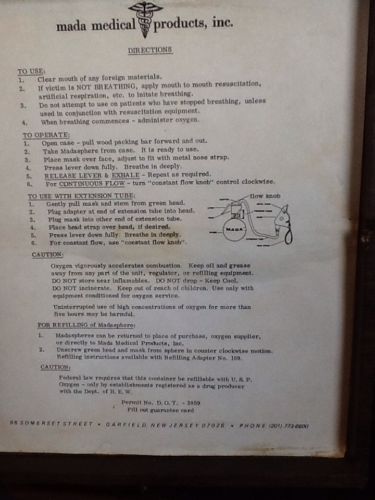 mada medical products, inc.
DIRECTIONS
TO USE:
1. Clear mouth of any foreign materials.
2. If victim is NOT BREATHING, apply mouth to mouth resuscitation,
artificial respiration, etc. to initate breathing.
3. Do not attempt to use on patients who have stopped breathing, unless
used in conjunction with resuscitation equipment.
4. When breathing commences - administer oxygen.
TO OPERATE:
1. Open case - pull wood packing bar forward and out.
2. Take Madasphere from case. It is ready to use.
3. Place mask over face, adjust to fit with metal nose strap.
4. Press lever down fully. Breathe in deeply.
5. RELEASE LEVER & EXHALE - Repeat as required.
6. For CONTINUOUS FLOW - turn "constant flow knob" control clockwise.
TO USE WITH EXTENSION TUBE:
1. Gently pull mask and stem from green head.
2. Plug adapter at end of extension tube into head.
3. Plug mask into other end of extension tube.
4. Place head strap over head, if desired.
5. Press lever down fully. Breathe in deeply.
6. For constant flow, use "constant flow knob".
flow knob
MADA
CAUTION:
Oxygen vigorously accelerates combustion. Keep oil and grease
away from any part of the unit, regulator, or refilling equipment.
DO NOT store near inflamables. DO NOT drop - Keep Cool.
DO NOT incinerate. Keep out of reach of children. Use only with
equipment conditioned for oxygen service.
Uninterrupted use of high concentrations of oxygen for more than
five hours may be harmful.
FOR REFILLING of Madasphere:
1. Madaspheres can be returned to place of purchase, oxygen supplier,
or directly to Mada Medical Products, Inc.
2. Unscrew green head and mask from sphere in counter clockwise motion.
Refilling instructions available with Refilling Adapter No. 169.
CAUTION:
Federal law requires that this container be refillable with U.S.P.
Oxygen - only by establishments registered as a drug producer
with the Dept. of H.E.W.
Permit No. D.O.T. - 5859
Fill out guarantee card
SOMERSET STREET • GARFIELD, NEW JERSEY 07026 • PHONE (201) 772-6800